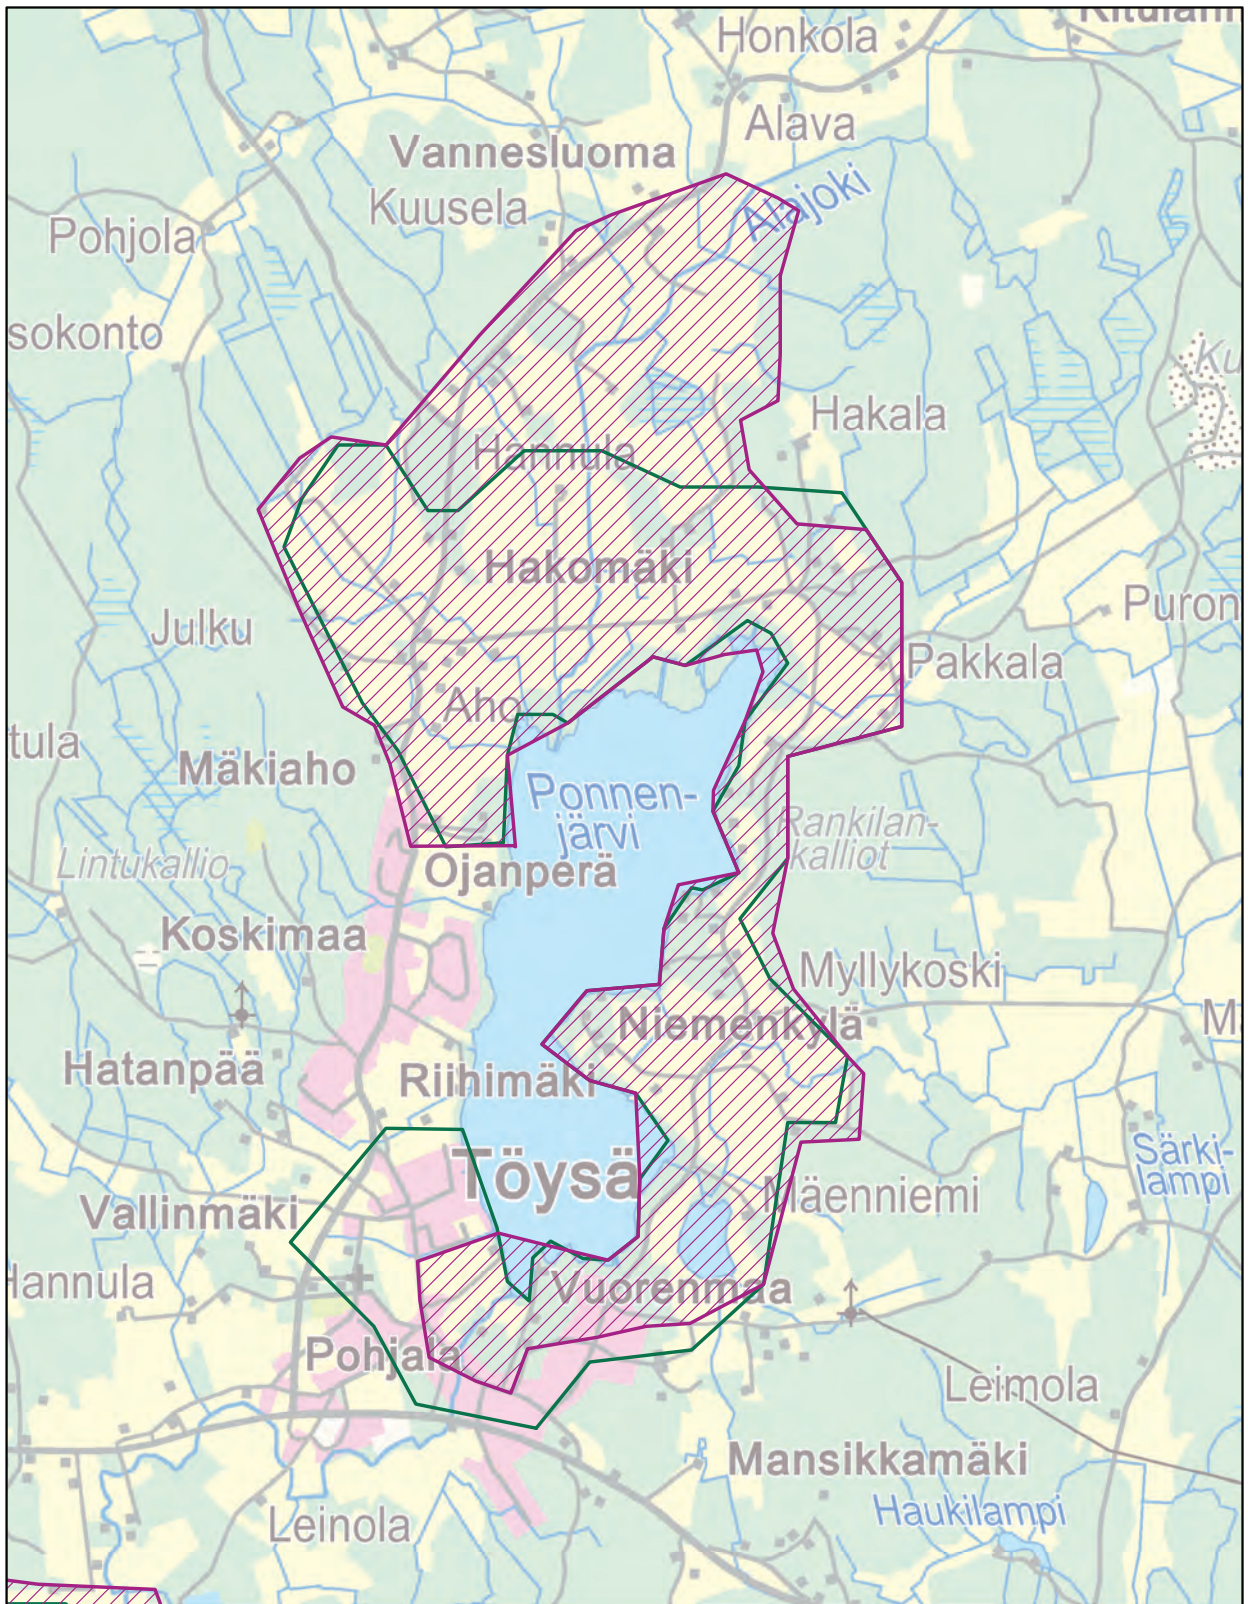 Honkola
Alava
Vannesluoma
Kuusela
Alajoki
Pohjola
sokonto
Ku
Hakala
Hannula
Hakomäki
Puron
Julku
Pakkala
Aho
tula
Mäkiaho
Ponnen-
järvi
Rankilan-
kalliot
Lintukallio
Ojanperä
Koskimaa
Myllykoski
Niemenkylä
M
Hatanpää
Riihimäki
Särki-
lampi
Töysä
Mäenniemi
Vallinmäki
Hannula
Vuorenmaa
Pohjala
Leimola
Mansikkamäki
Haukilampi
Leinola